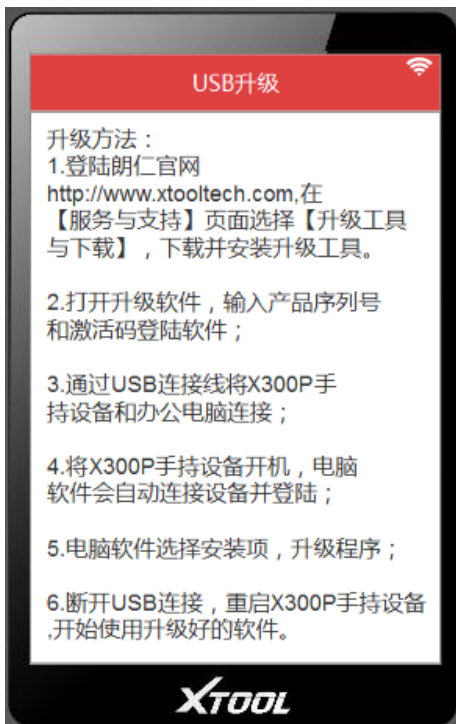 USB升级
升级方法：
1.登陆朗仁官网
http://www.xtooltech.com,在
【服务与支持】页面选择【升级工具
与下载】，下载并安装升级工具。
2.打开升级软件，输入产品序列号
和激活码登陆软件；
3.通过USB连接线将X300P手
持设备和办公电脑连接；
4.将X300P手持设备开机，电脑
软件会自动连接设备并登陆；
5.电脑软件选择安装项，升级程序；
6.断开USB连接，重启X300P手持设备
,开始使用升级好的软件。
XTOOL